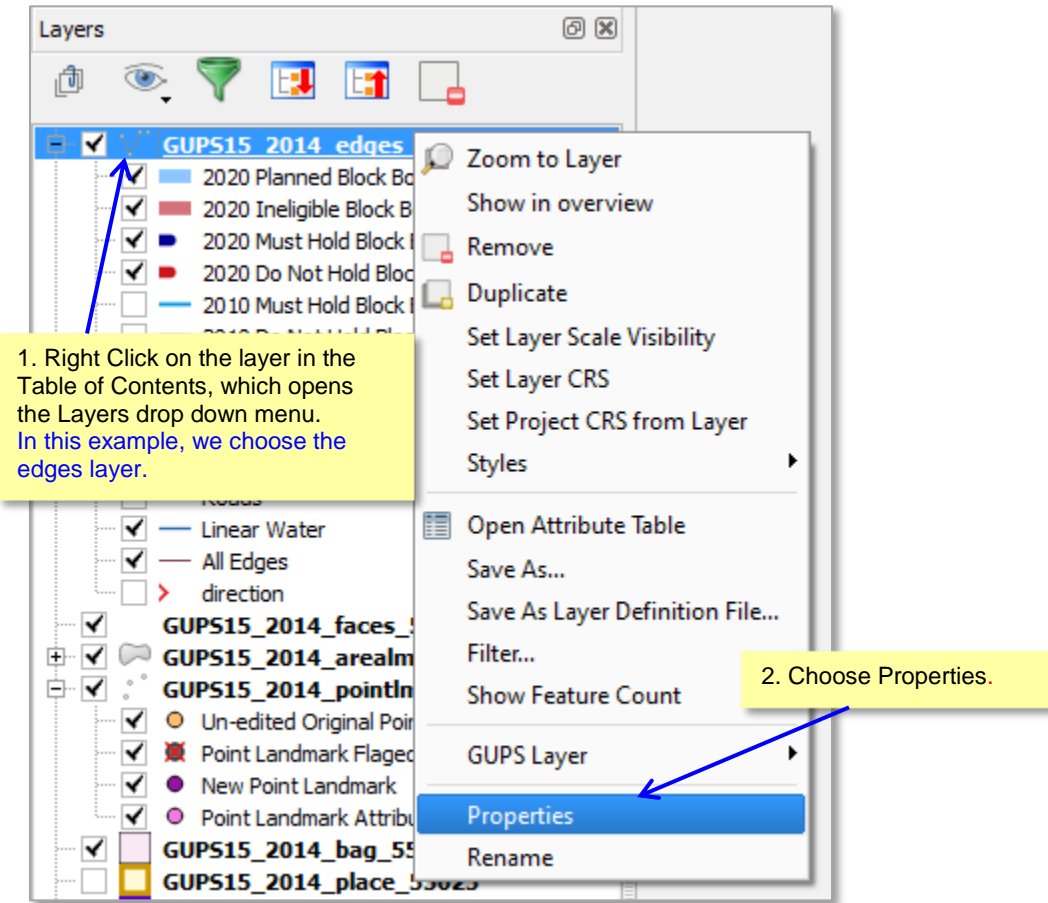 Layers
GUPS15_2014_edges_
2020 Planned Block Bo
2020 Ineligible Block B
2020 Must Hold Block
2020 Do Not Hold Bloc
2010 Must Hold Block
1. Right Click on the layer in the
Table of Contents, which opens
the Layers drop down menu.
In this example, we choose the
edges layer.
Roads
Linear Water
All Edges
direction
GUPS15_2014_faces_
GUPS15_2014_arealm
GUPS15_2014_pointlm
Un-edited Original Poin
Point Landmark Flaged
New Point Landmark
Point Landmark Attribu
GUPS15_2014_bag_55
GUPS15_2014_place_55025
Zoom to Layer
Show in overview
Remove
Duplicate
Set Layer Scale Visibility
Set Layer CRS
Set Project CRS from Layer
Styles
Open Attribute Table
Save As...
Save As Layer Definition File...
Filter...
Show Feature Count
GUPS Layer
Properties
Rename
2. Choose Properties.